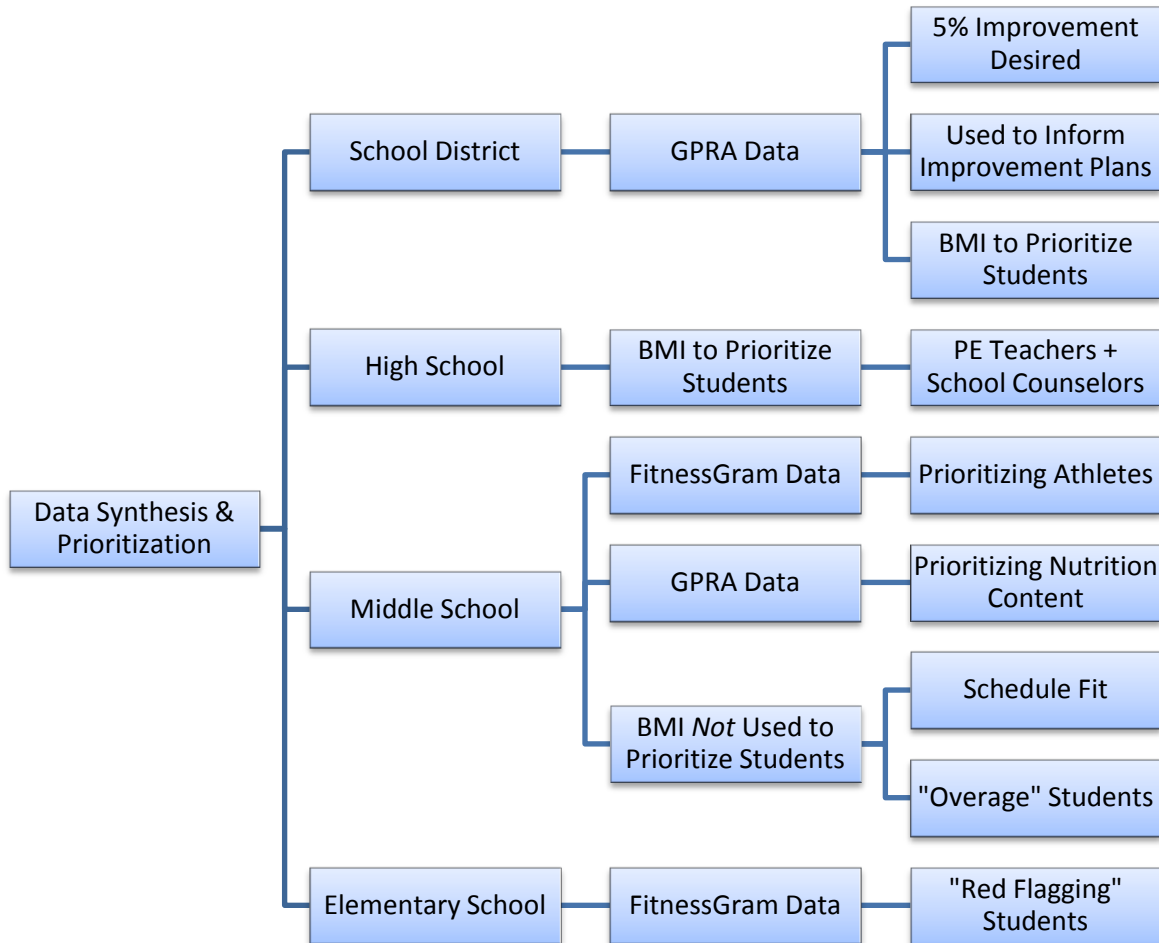 5% Improvement
Desired
School District
GPRA Data
Used to Inform
Improvement Plans
BMI to Prioritize
Students
High School
BMI to Prioritize
Students
PE Teachers +
School Counselors
Data Synthesis &
Prioritization
Middle School
FitnessGram Data
Prioritizing Athletes
GPRA Data
Prioritizing Nutrition
Content
BMI Not Used to
Prioritize Students
Schedule Fit
"Overage" Students
Elementary School
FitnessGram Data
"Red Flagging"
Students